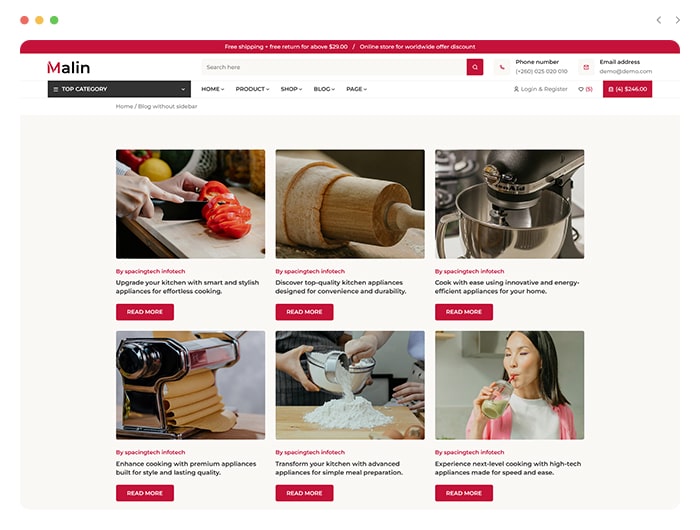 Free shipping + free return for above $29.00 / Online store for worldwide offer discount
Malin
Search here
Phone number
(+260) 025 020 010
Email address
demo@demo.com
TOP CATEGORY
HOME PRODUCT SHOP BLOG PAGE
Login & Register (5) (4) $246.00
Home / Blog without sidebar
By spacingtech infotech
Upgrade your kitchen with smart and stylish
appliances for effortless cooking.
READ MORE
By spacingtech infotech
Discover top-quality kitchen appliances
designed for convenience and durability.
READ MORE
By spacingtech infotech
Cook with ease using innovative and energy-
efficient appliances for your home.
READ MORE
By spacingtech infotech
Enhance cooking with premium appliances
built for style and lasting quality.
READ MORE
By spacingtech infotech
Transform your kitchen with advanced
appliances for simple meal preparation.
READ MORE
By spacingtech infotech
Experience next-level cooking with high-tech
appliances made for speed and ease.
READ MORE